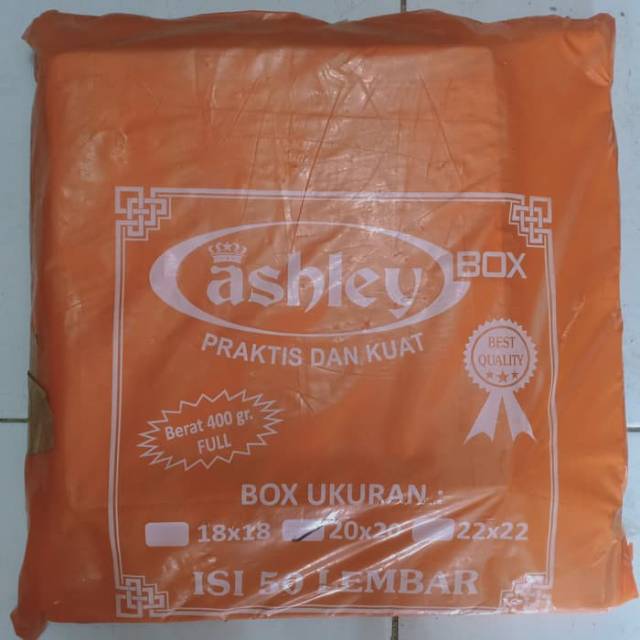 ashley
BOX
PRAKTIS DAN KUAT
BEST
QUALITY
Berat 400 gr.
FULL
BOX UKURAN :
18x18 20x20 22x22
ISI 50 LEMBAR